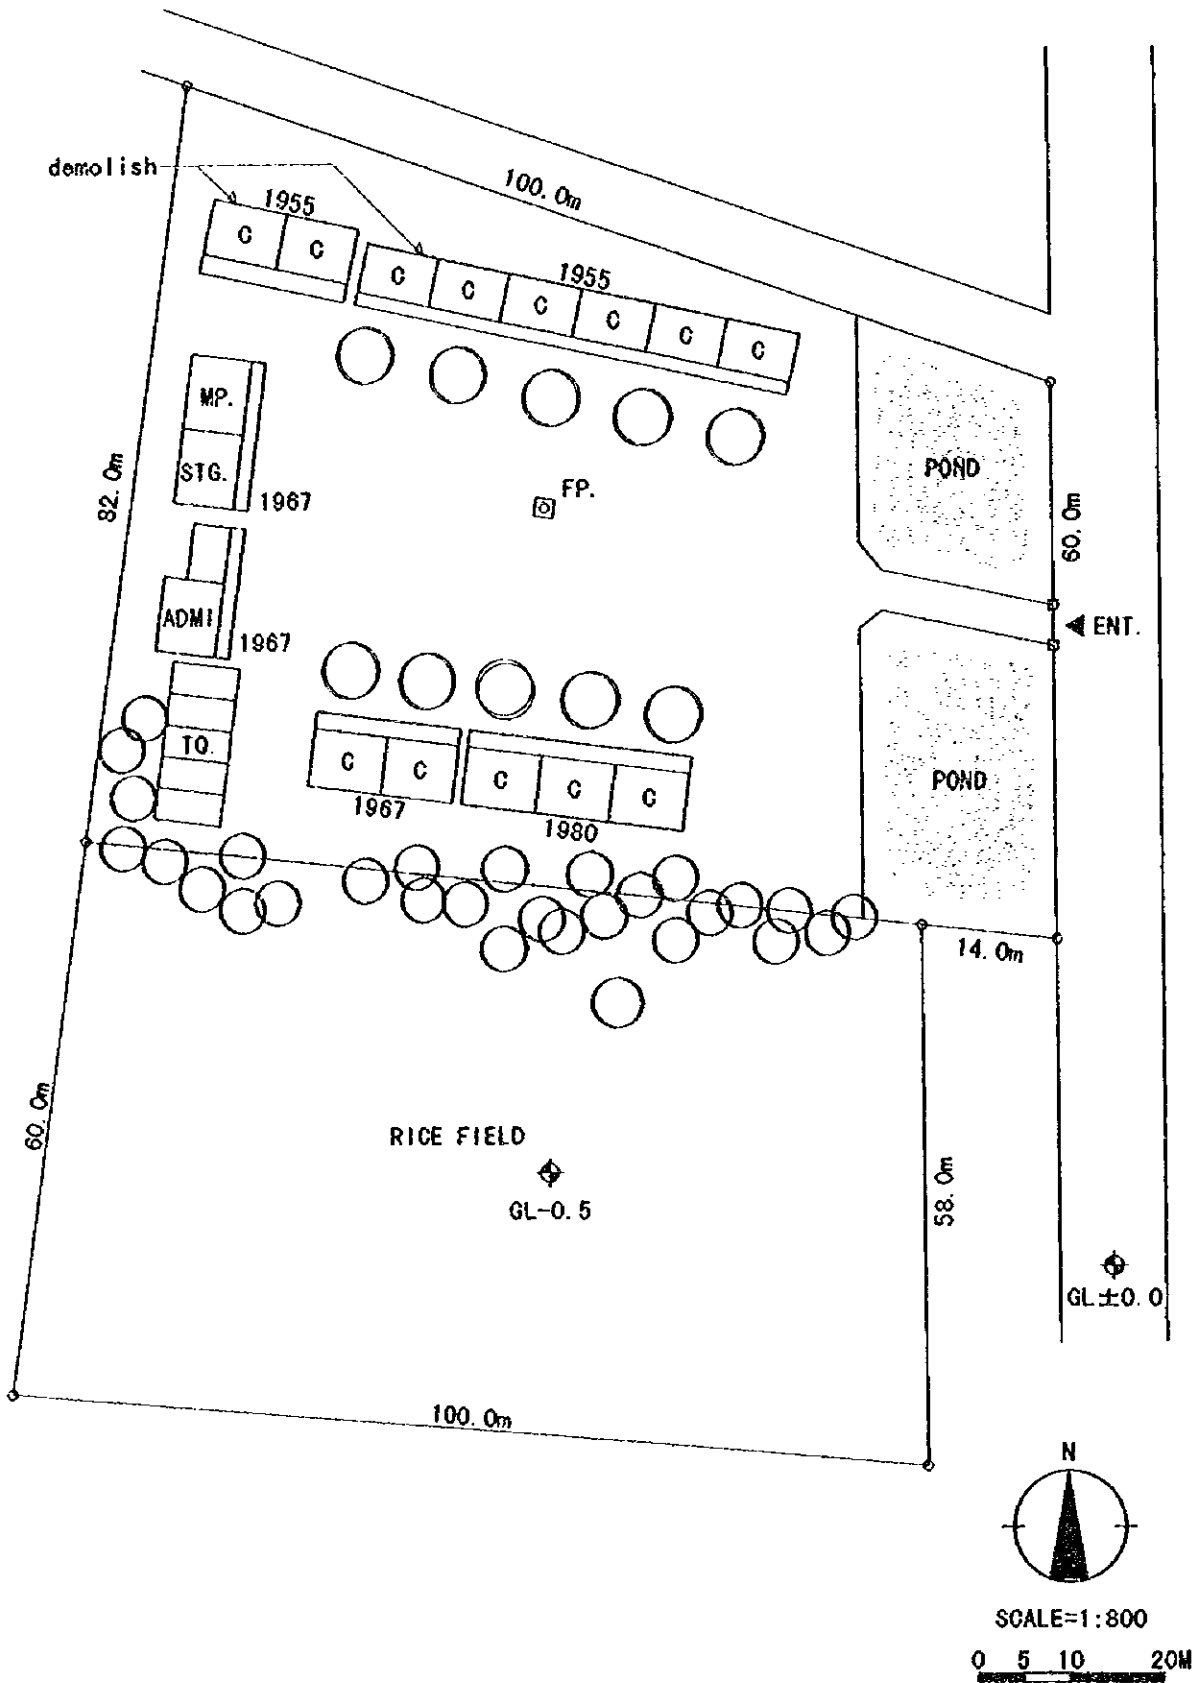 demolish
1955
100.0m
C
C
1955
C
C
C
C
C
C
MP.
STG.
1967
82.0m
FP.
POND
60.0m
ADMI
1967
ENT.
TO.
C
C
1967
C
C
C
1980
POND
14.0m
60.0m
RICE FIELD
GL-0.5
58.0m
GL±0.0
100.0m
N
SCALE=1:800
0 5 10 20M